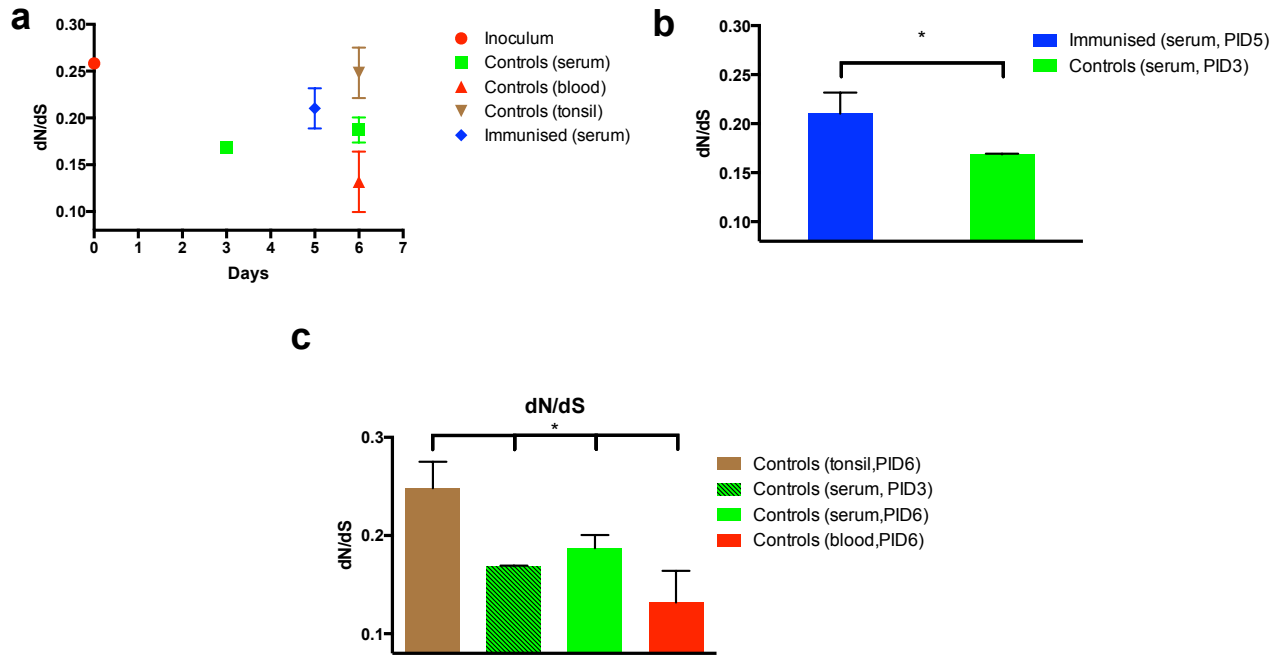 a
0.30
0.25
0.20
0.15
0.10
dN/dS
0
1
2
3
4
5
6
7
Days
Inoculum
Controls (serum)
Controls (blood)
Controls (tonsil)
Immunised (serum)
b
0.30
0.25
0.20
0.15
0.10
dN/dS
*
Immunised (serum, PID5)
Controls (serum, PID3)
c
dN/dS
*
0.3
0.2
0.1
dN/dS
Controls (tonsil,PID6)
Controls (serum, PID3)
Controls (serum,PID6)
Controls (blood,PID6)